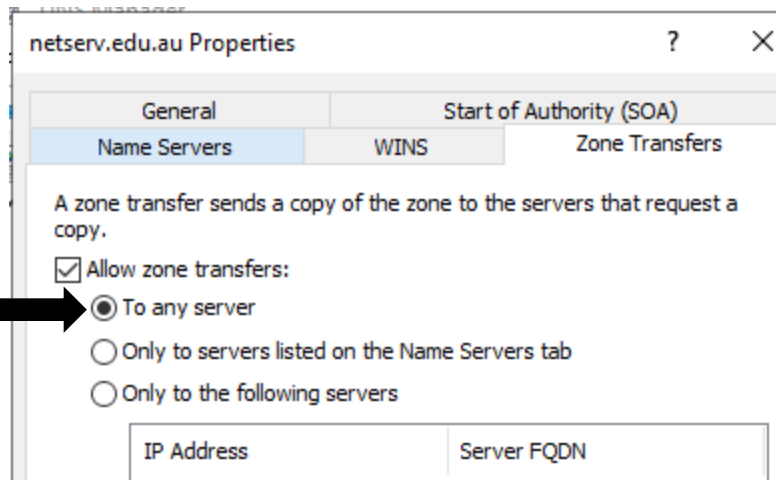 DNS Manager
netserv.edu.au Properties ?
General Start of Authority (SOA)
Name Servers WINS Zone Transfers
A zone transfer sends a copy of the zone to the servers that request a
copy.
Allow zone transfers:
To any server
Only to servers listed on the Name Servers tab
Only to the following servers
IP Address Server FQDN